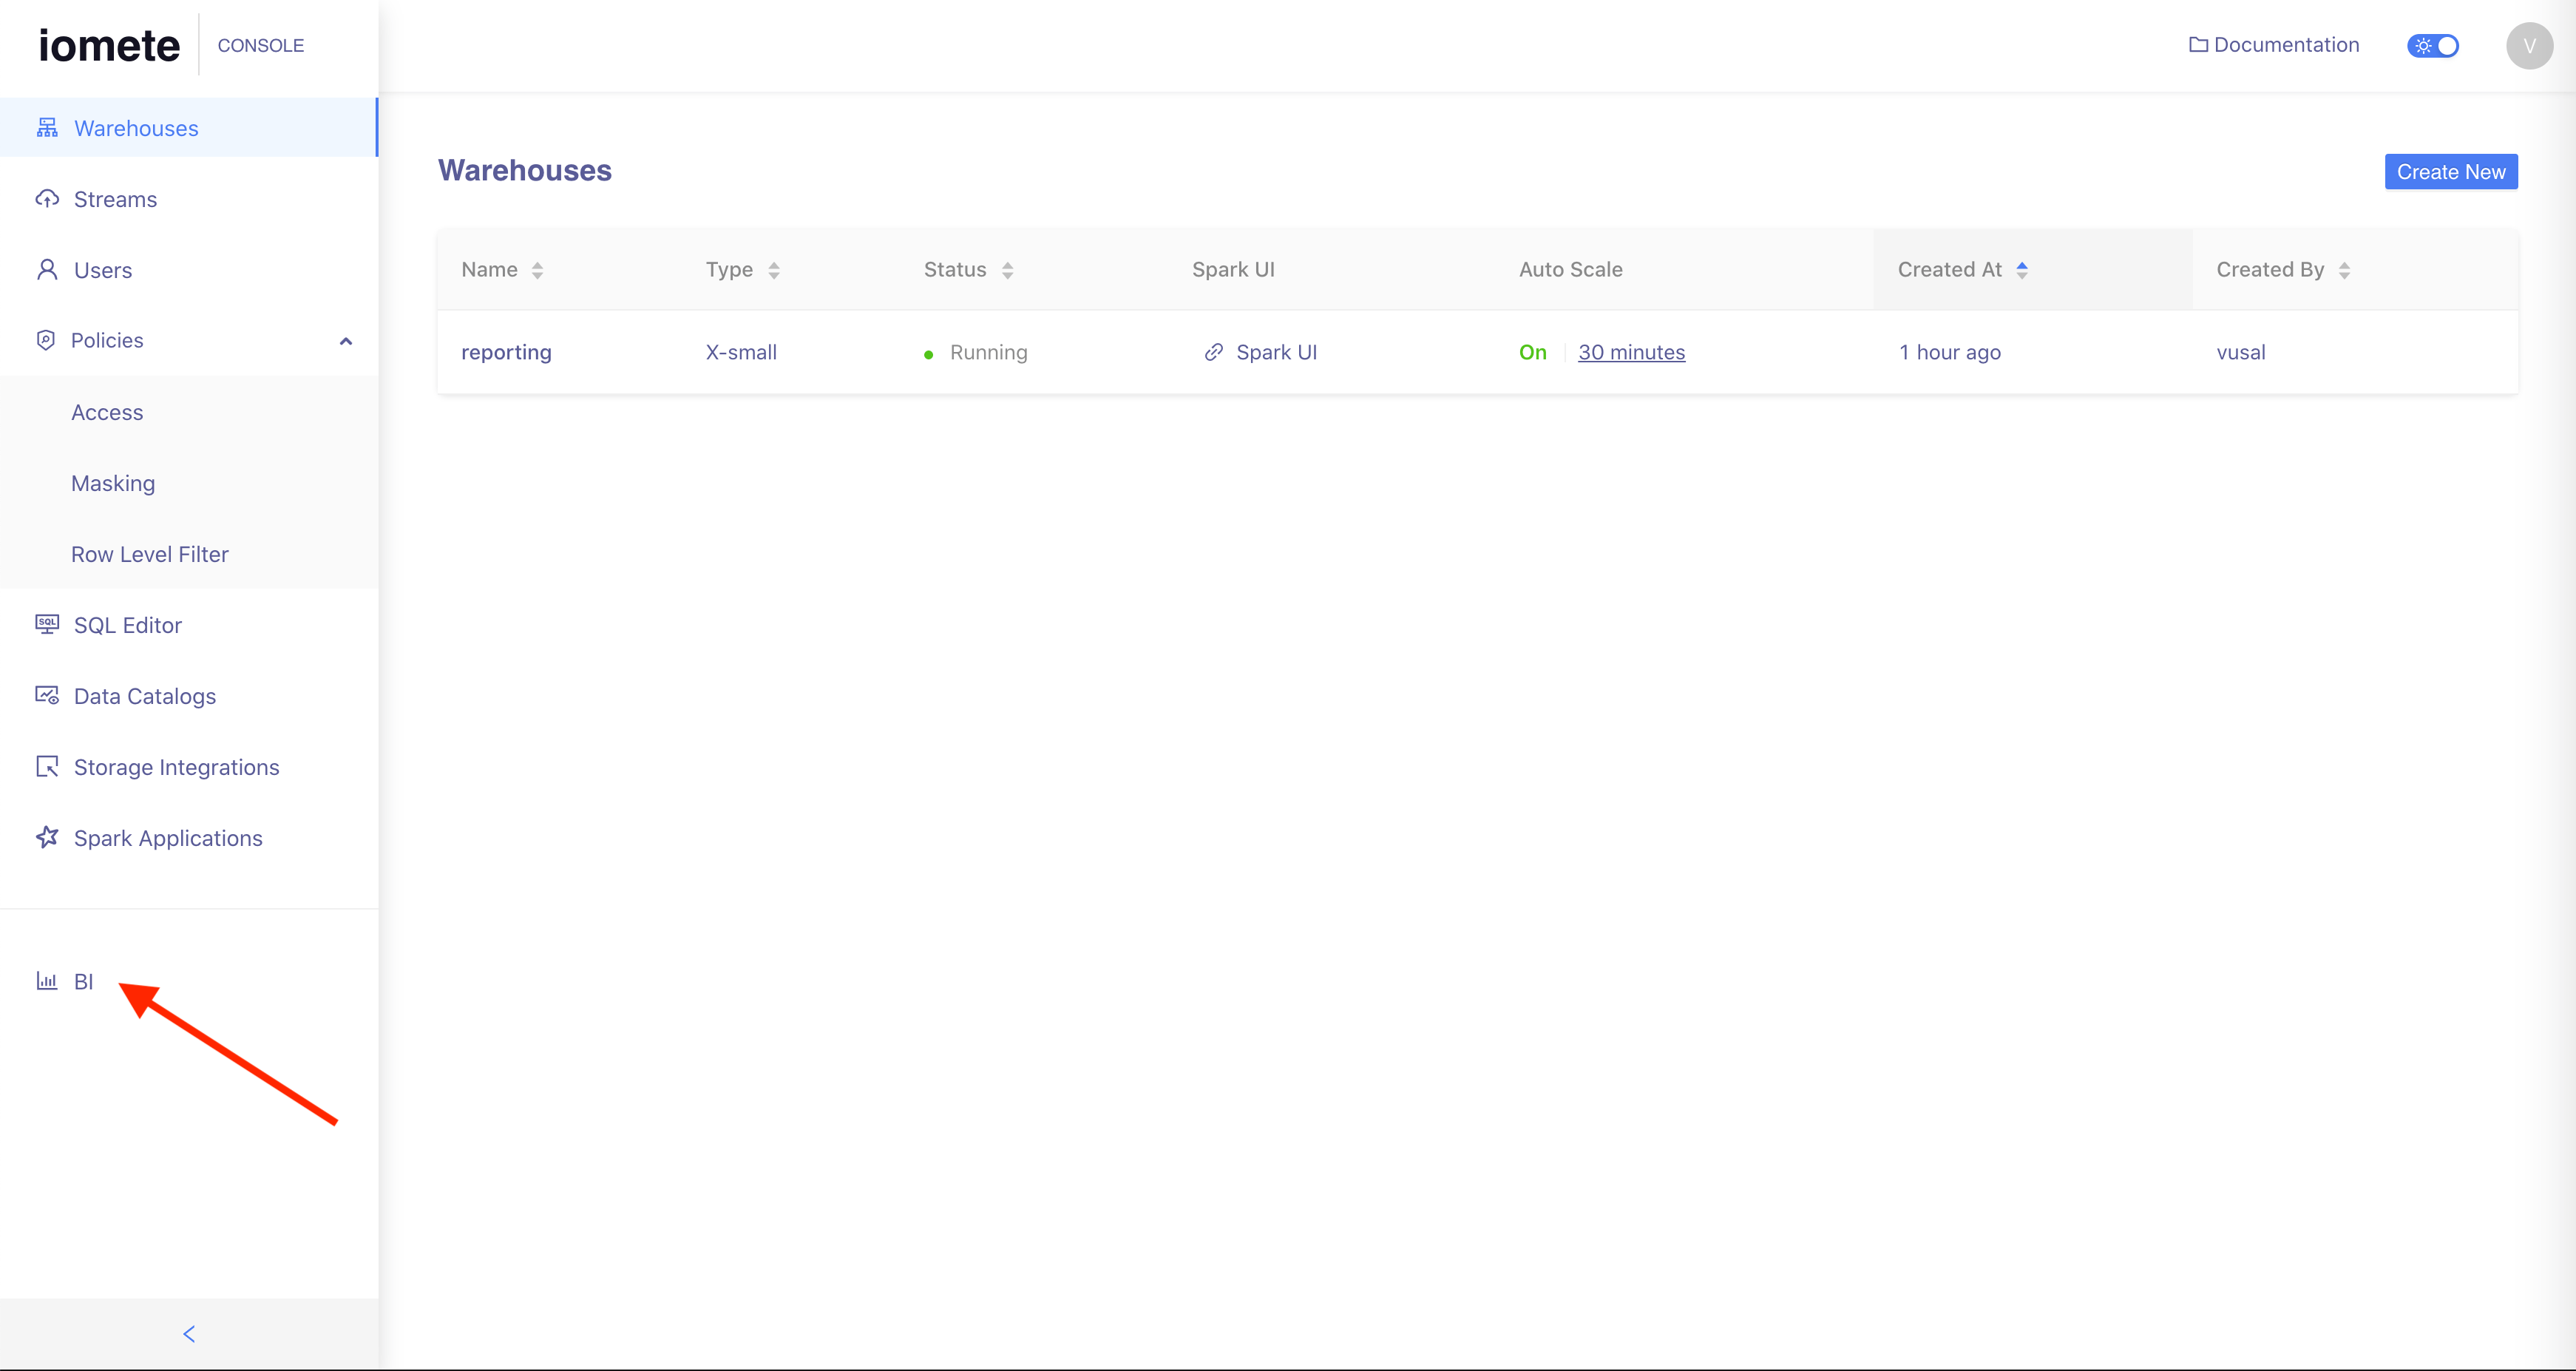 iomete CONSOLE
Documentation
V
Warehouses
Streams
Users
Policies
Access
Masking
Row Level Filter
SQL Editor
Data Catalogs
Storage Integrations
Spark Applications
BI
Warehouses
Create New
Name Type Status Spark UI Auto Scale Created At Created By
reporting X-small Running Spark UI On 30 minutes 1 hour ago vusal
SQL